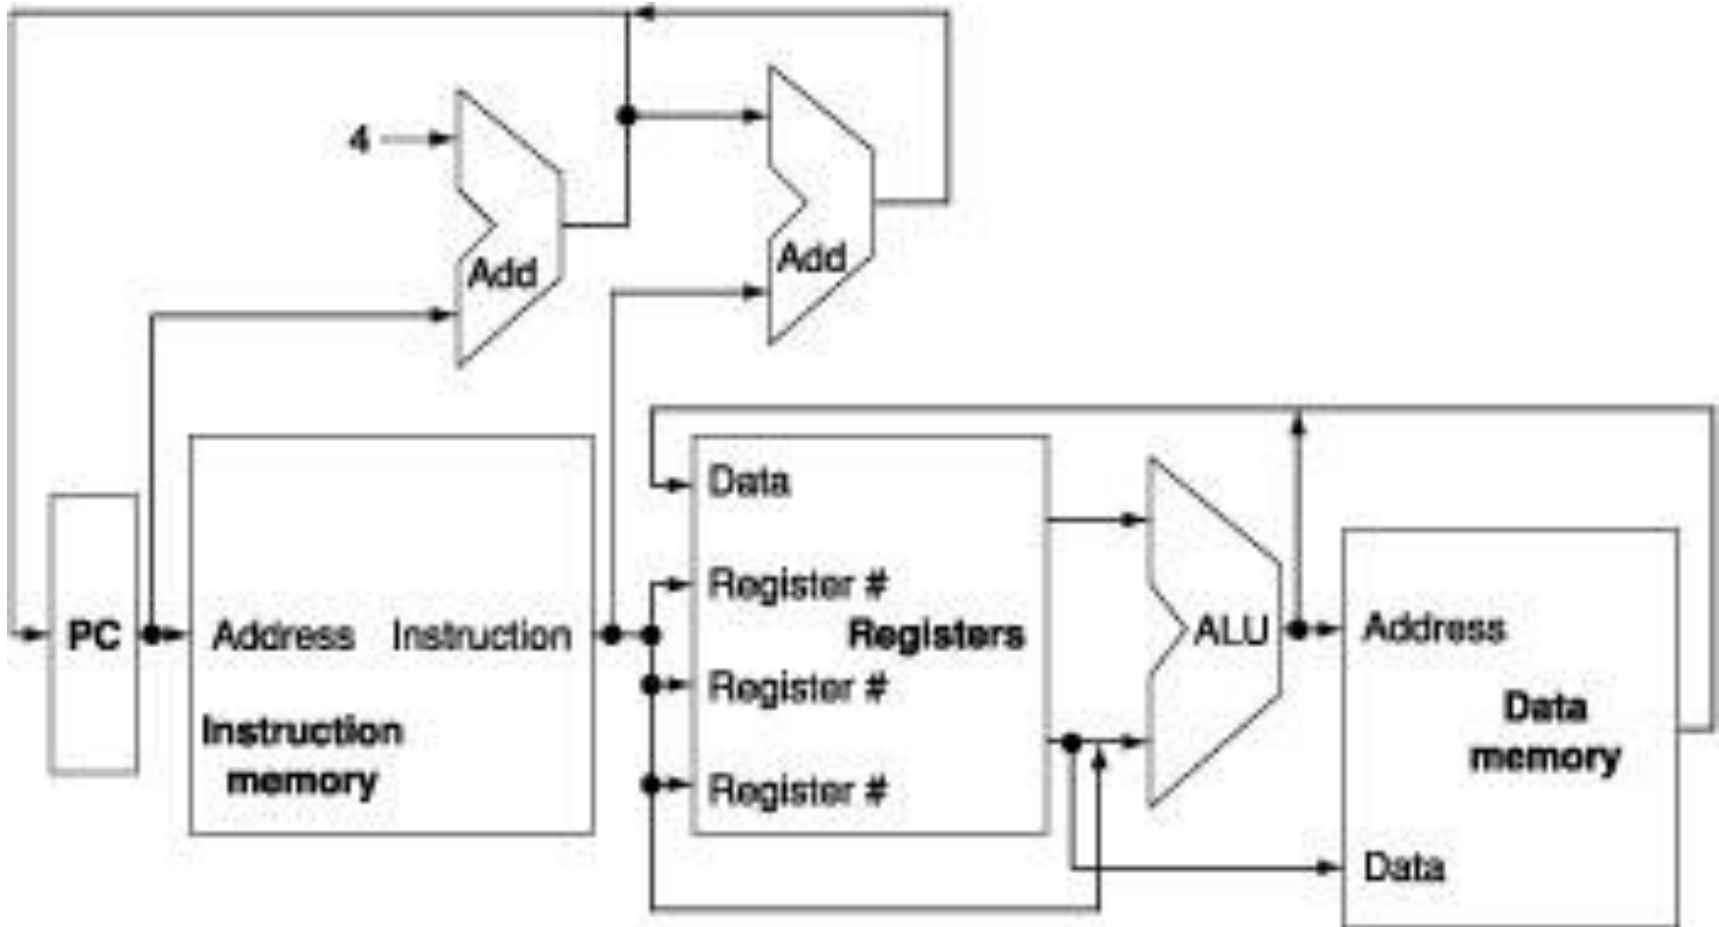 4
Add
Add
Data
Register #
PC
Address
Instruction
Registers
ALU
Address
Register #
Instruction
memory
Data
memory
Register #
Data